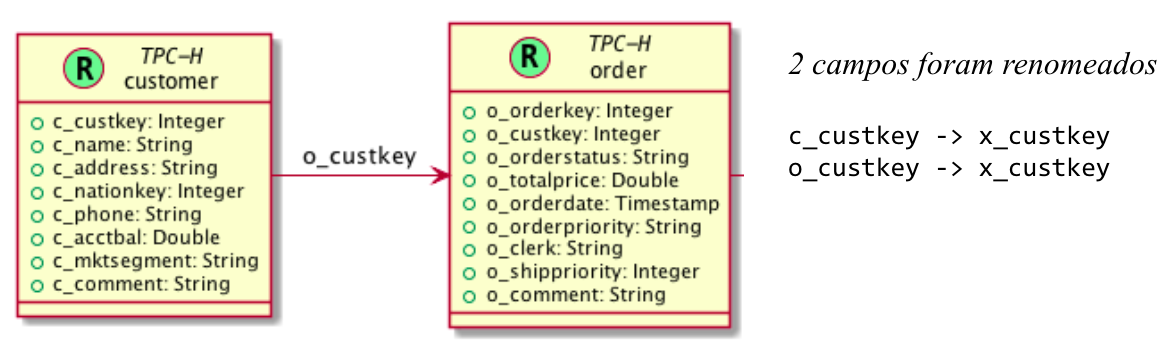 R
TPC-H
customer
c_custkey: Integer
c_name: String
c_address: String
c_nationkey: Integer
c_phone: String
c_acctbal: Double
c_mktsegment: String
c_comment: String
o_custkey
R
TPC-H
order
o_orderkey: Integer
o_custkey: Integer
o_orderstatus: String
o_totalprice: Double
o_orderdate: Timestamp
o_orderpriority: String
o_clerk: String
o_shippriority: Integer
o_comment: String
2 campos foram renomeados
c_custkey -> x_custkey
o_custkey -> x_custkey